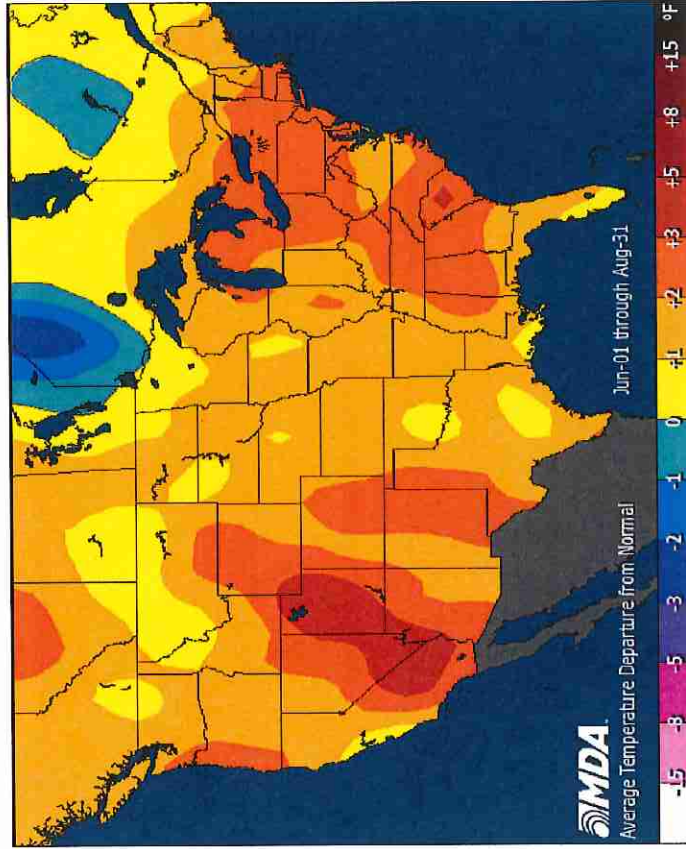 MDA
Average Temperature Departure from Normal
Jun-01 through Aug-31
-15 -8 -5 -3 -2 -1 0 +1 +2 +3 +5 +8 +15 °F